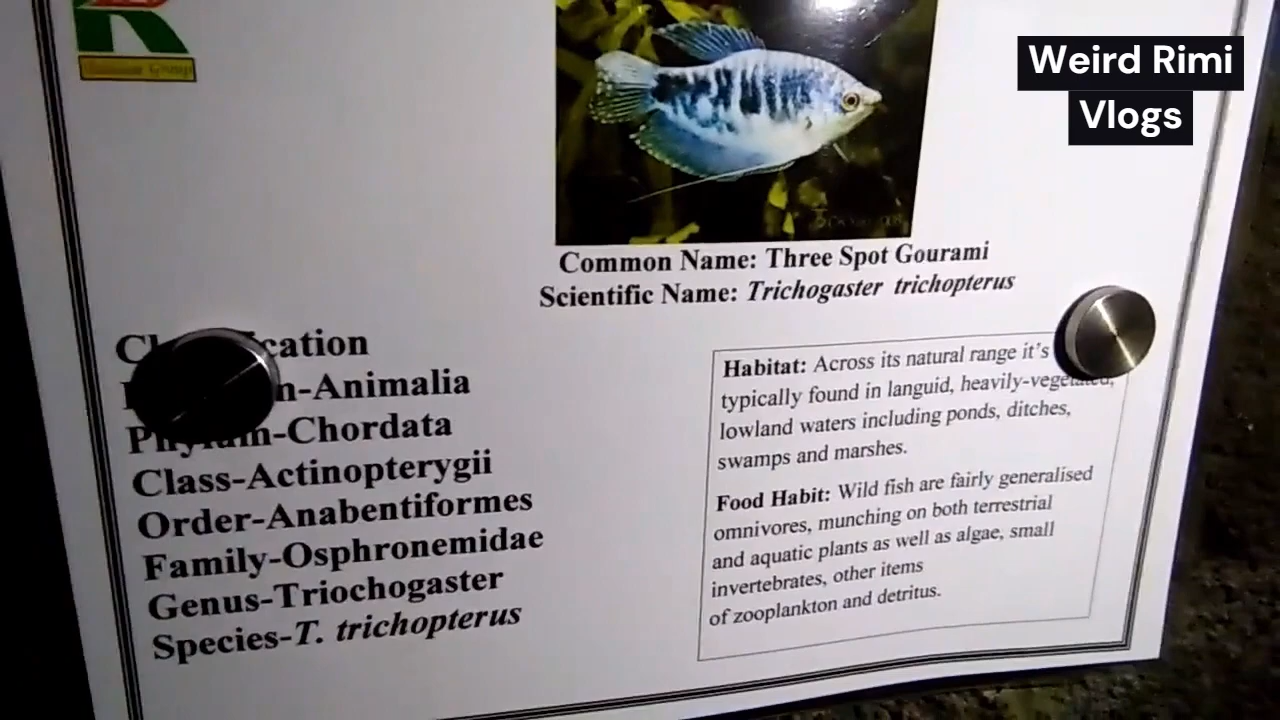 Weird Rimi
Vlogs
Common Name: Three Spot Gourami
Scientific Name: Trichogaster trichopterus
-Animalia
Phylum-Chordata
Class-Actinopterygii
Order-Anabentiformes
Family-Osphronemidae
Genus-Triochogaster
Species-T. trichopterus
Habitat: Across its natural range it's
typically found in languid, heavily-vegetated,
lowland waters including ponds, ditches,
swamps and marshes.
Food Habit: Wild fish are fairly generalised
omnivores, munching on both terrestrial
and aquatic plants as well as algae, small
invertebrates, other items
of zooplankton and detritus.